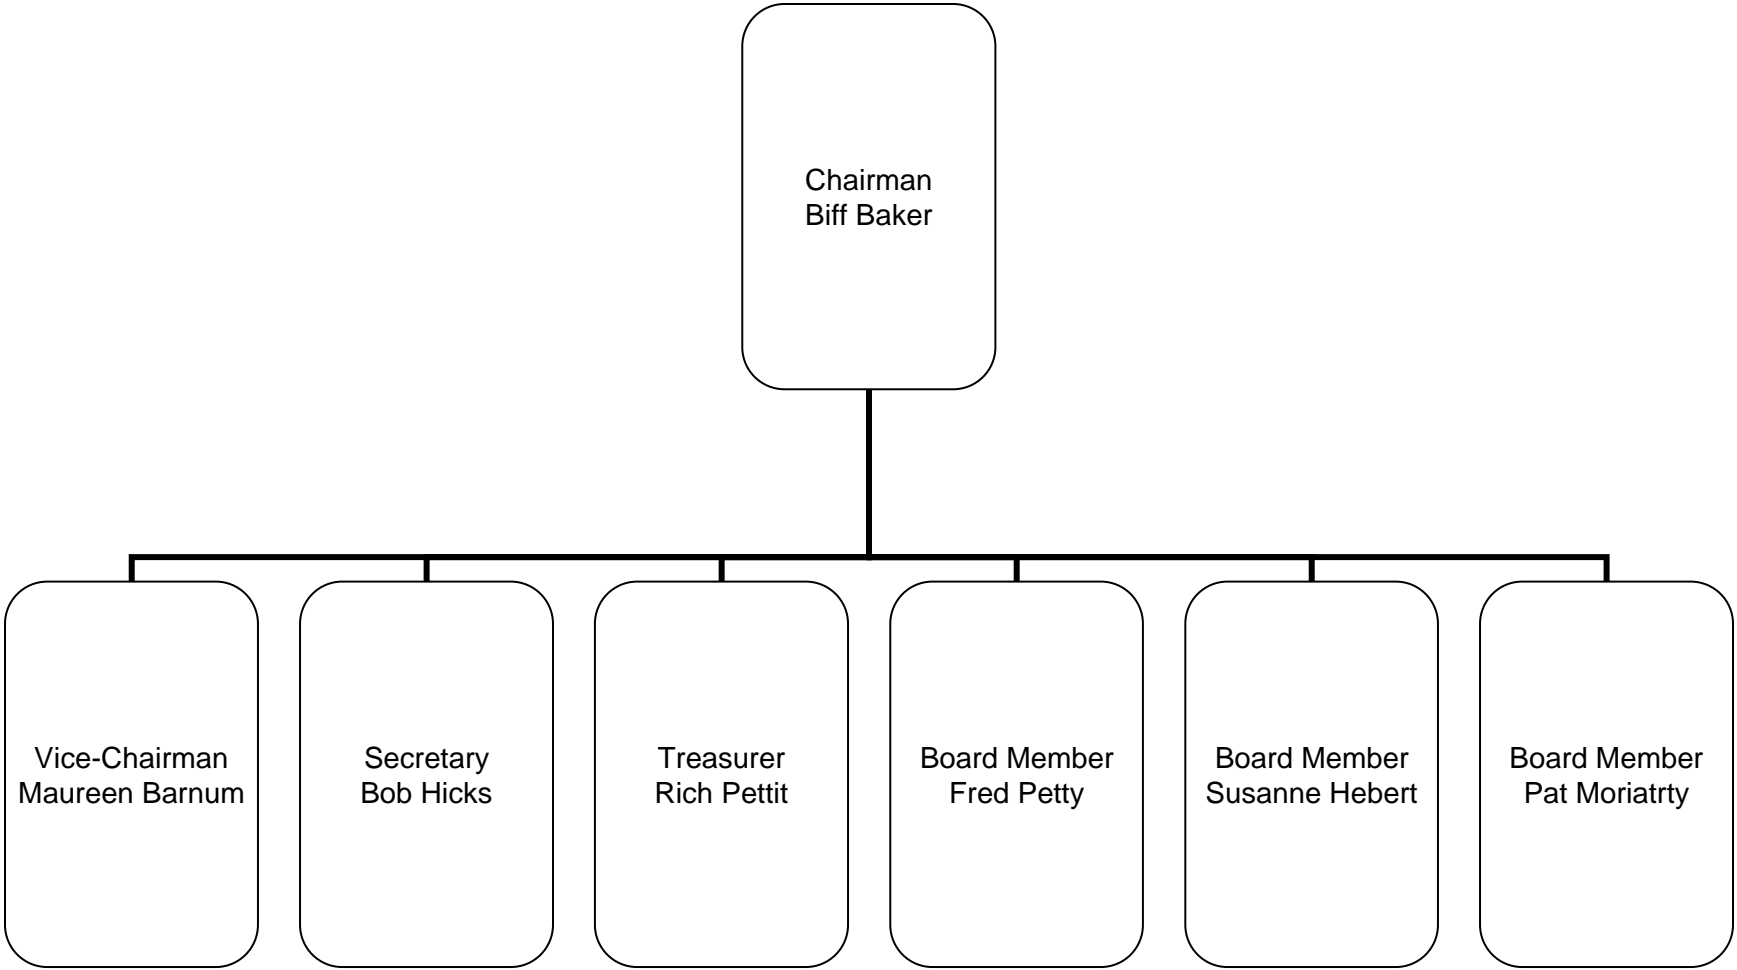 Chairman
Biff Baker
Vice-Chairman
Maureen Barnum
Secretary
Bob Hicks
Treasurer
Rich Pettit
Board Member
Fred Petty
Board Member
Susanne Hebert
Board Member
Pat Moriatrty